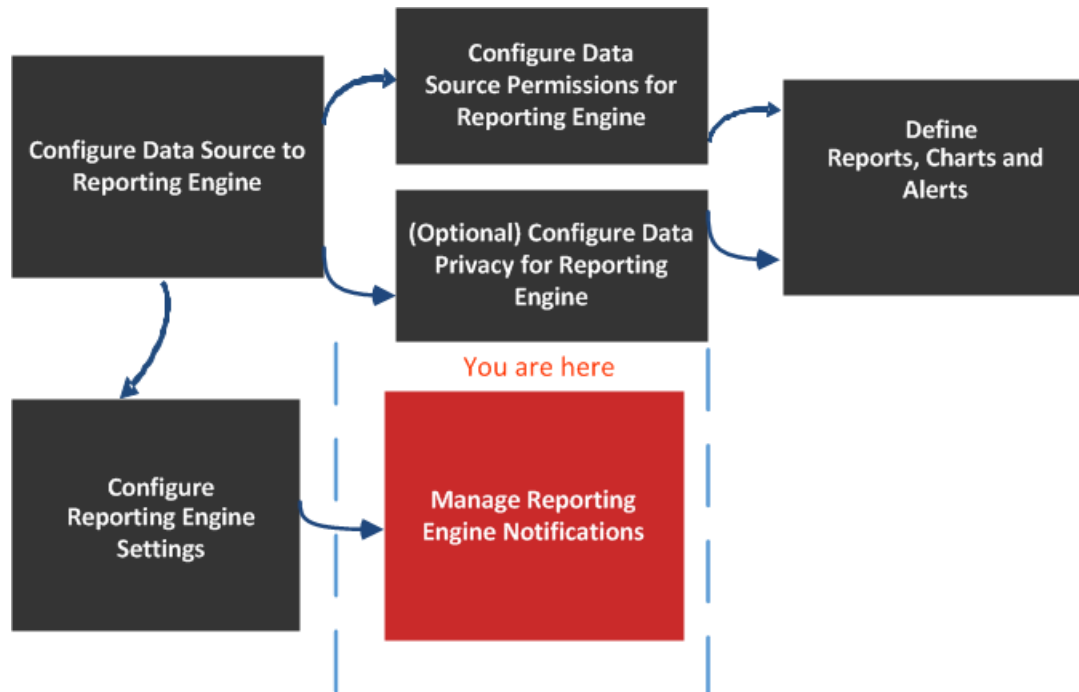 Configure Data Source to
Reporting Engine
Configure Data
Source Permissions for
Reporting Engine
(Optional) Configure Data
Privacy for Reporting
Engine
Define
Reports, Charts and
Alerts
You are here
Configure
Reporting Engine
Settings
Manage Reporting
Engine Notifications